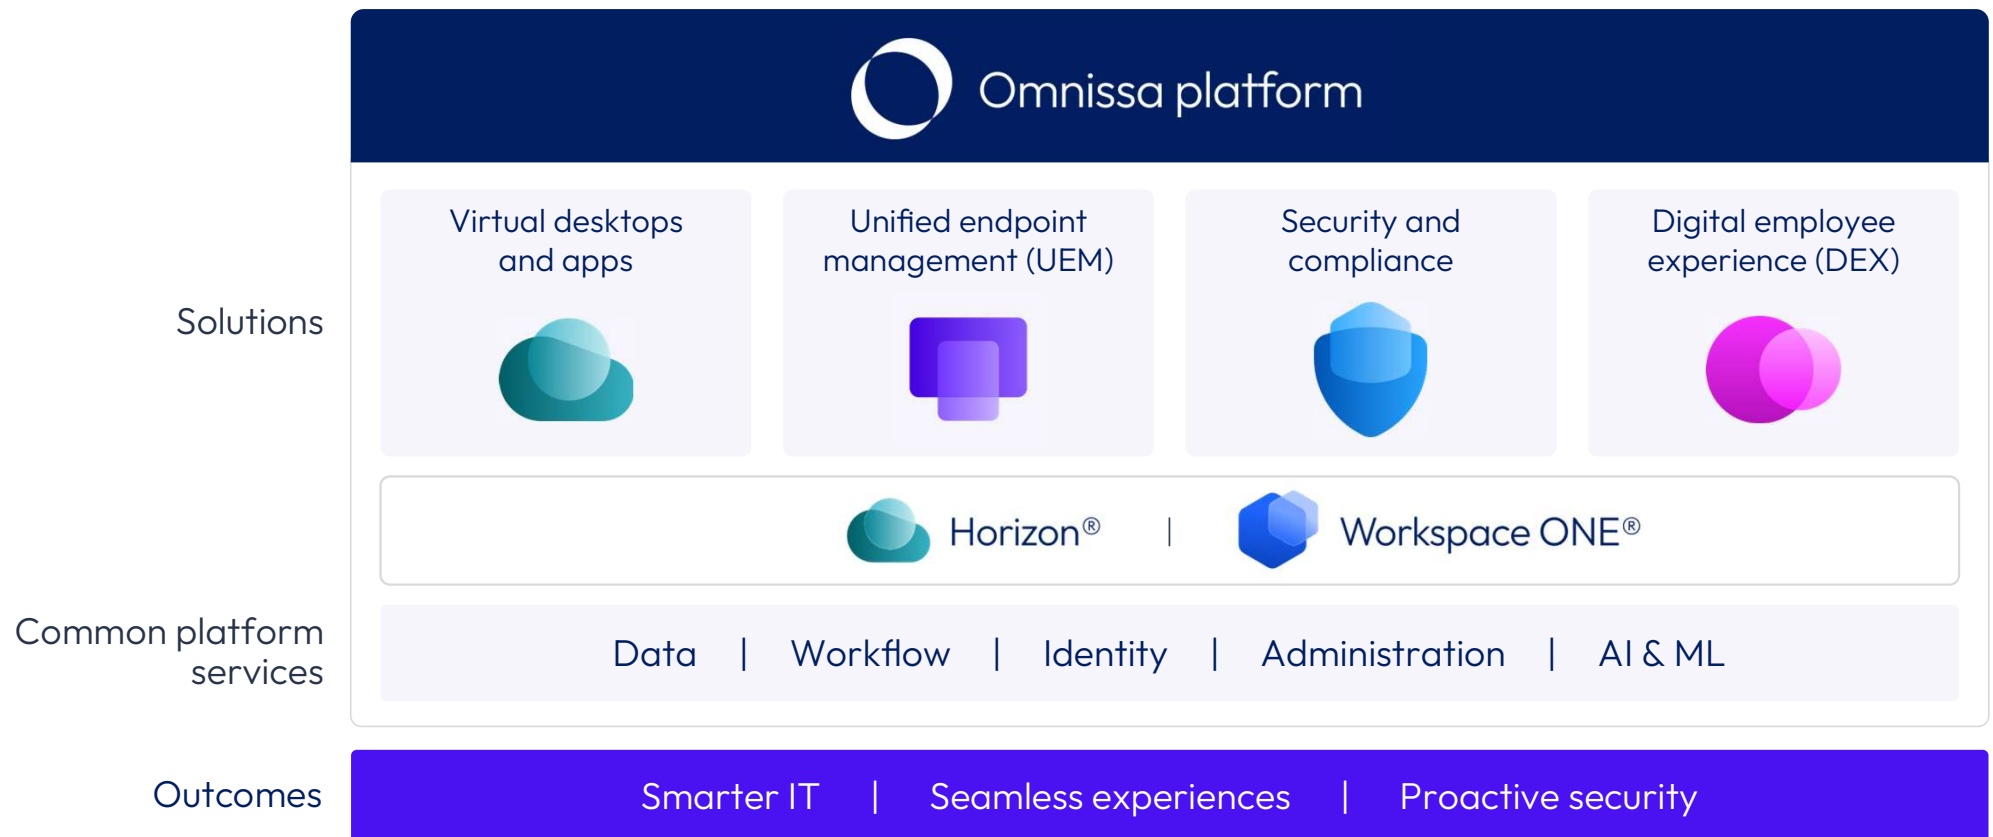 Omnissa platform
Solutions
Virtual desktops
and apps
Unified endpoint
management (UEM)
Security and
compliance
Digital employee
experience (DEX)
Horizon® | Workspace ONE®
Common platform
services
Data | Workflow | Identity | Administration | AI & ML
Outcomes
Smarter IT | Seamless experiences | Proactive security